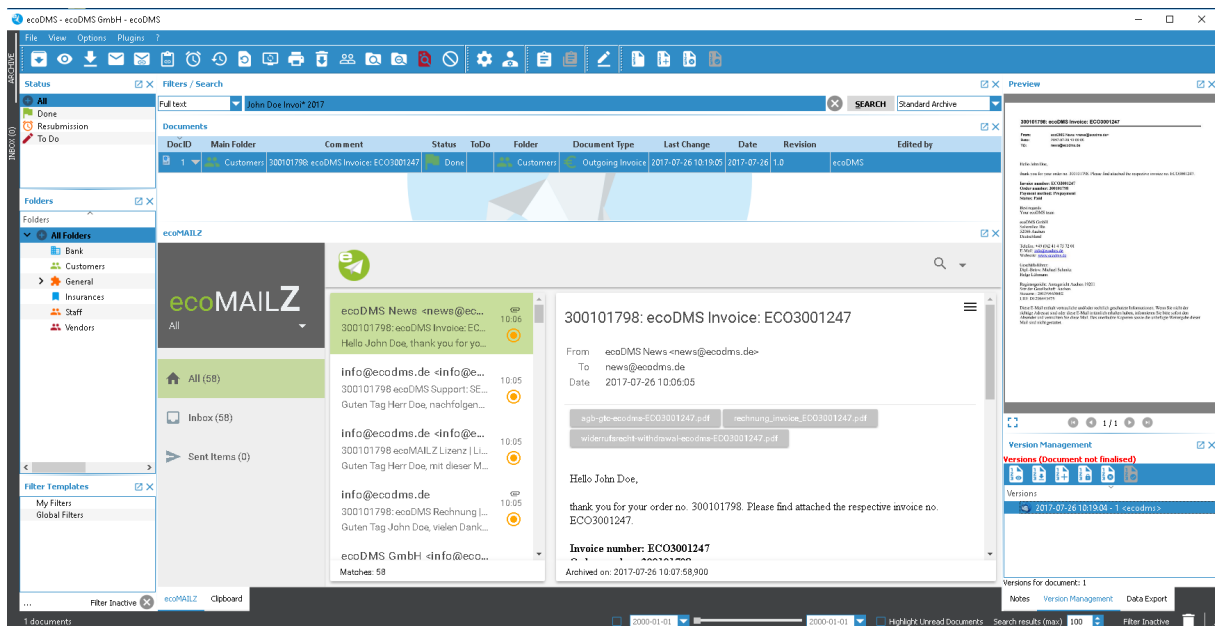 ecoDMS - ecoDMS GmbH - ecoDMS
File View Options Plugins ?
ARCHIVE
INBOX (0)
Status
All
Done
Resubmission
To Do
Folders
Folders
All Folders
Bank
Customers
General
Insurances
Staff
Vendors
Filter Templates
My Filters
Global Filters
... Filter Inactive
1 documents
Filters / Search
Full text John Doe Invoi* 2017 SEARCH Standard Archive
Documents
DocID Main Folder Comment Status ToDo Folder Document Type Last Change Date Revision Edited by
1 Customers 300101798: ecoDMS Invoice: ECO3001247 Done Customers Outgoing Invoice 2017-07-26 10:19:05 2017-07-26 1.0 ecoDMS
ecoMAILZ
ecoMAILZ
All
All (58)
Inbox (58)
Sent Items (0)
ecoDMS News <news@ec...
10:06
300101798: ecoDMS Invoice: EC...
Hello John Doe, thank you for yo...
info@ecodms.de <info@e...
10:05
300101798 ecoDMS Support: SE...
Guten Tag Herr Doe, nachfolgen...
info@ecodms.de <info@e...
10:05
300101798 ecoMAILZ Lizenz | Li...
Guten Tag Herr Doe, mit dieser M...
info@ecodms.de
10:05
300101798: ecoDMS Rechnung |...
Guten Tag John Doe, vielen Dank...
ecoDMS GmbH <info@eco...
Matches: 58
300101798: ecoDMS Invoice: ECO3001247
From ecoDMS News <news@ecodms.de>
To news@ecodms.de
Date 2017-07-26 10:06:05
agb-gtc-ecodms-ECO3001247.pdf
rechnung_invoice_ECO3001247.pdf
widerrufsrecht-withdrawal-ecodms-ECO3001247.pdf
Hello John Doe,
thank you for your order no. 300101798. Please find attached the respective invoice no.
ECO3001247.
Invoice number: ECO3001247
Archived on: 2017-07-26 10:07:58,900
ecoMAILZ Clipboard
2000-01-01 2000-01-01 Highlight Unread Documents Search results (max) 100 Filter Inactive
Preview
300101798: ecoDMS Invoice: ECO3001247
1/1
Version Management
Versions (Document not finalised)
Versions
2017-07-26 10:19:04 - 1 <ecodms>
Versions for document: 1
Notes Version Management Data Export